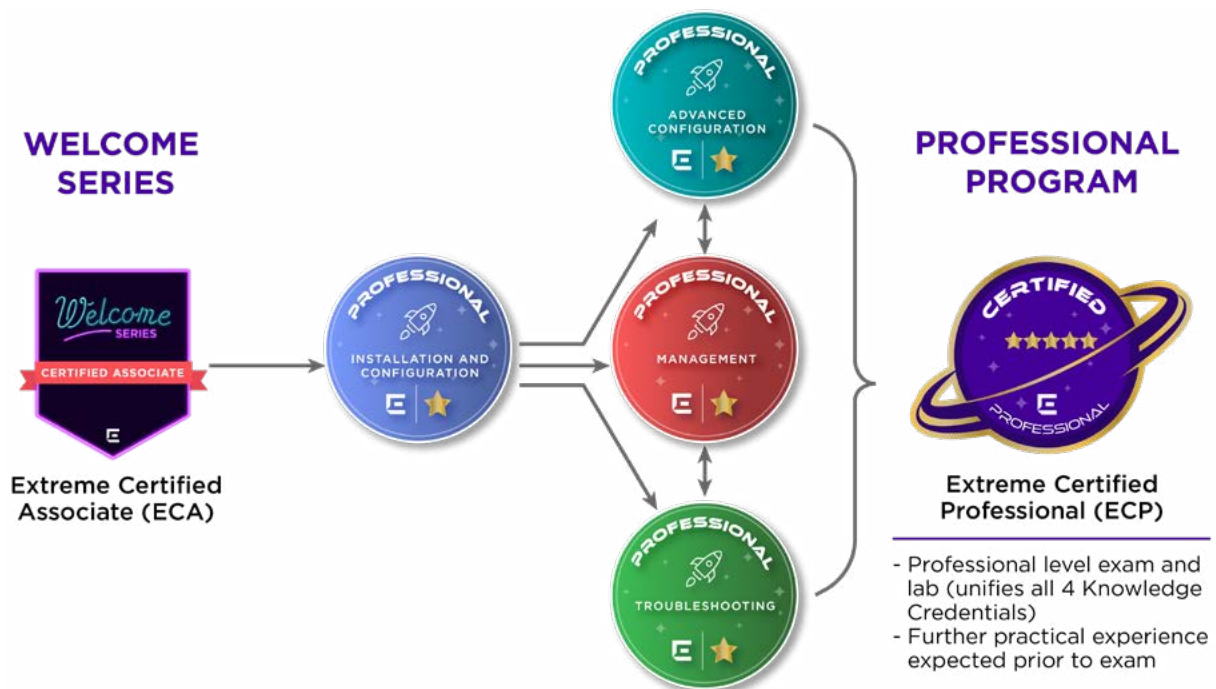 WELCOME
SERIES
Welcome
SERIES
CERTIFIED ASSOCIATE
E
Extreme Certified
Associate (ECA)
PROFESSIONAL
INSTALLATION AND
CONFIGURATION
E
PROFESSIONAL
ADVANCED
CONFIGURATION
E
PROFESSIONAL
MANAGEMENT
E
PROFESSIONAL
TROUBLESHOOTING
E
PROFESSIONAL
PROGRAM
CERTIFIED
E
PROFESSIONAL
Extreme Certified
Professional (ECP)
- Professional level exam and
lab (unifies all 4 Knowledge
Credentials)
- Further practical experience
expected prior to exam